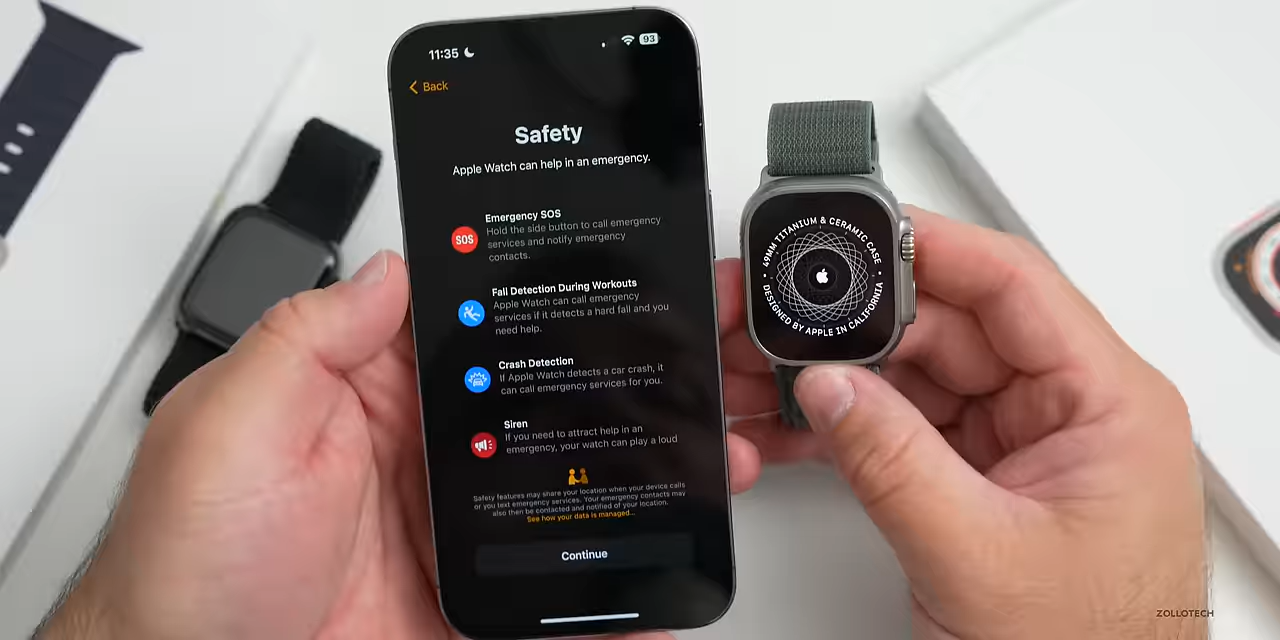 11:35
93
Back
Safety
Apple Watch can help in an emergency.
Emergency SOS
SOS
Hold the side button to call emergency
services and notify emergency
contacts.
Fall Detection During Workouts
Apple Watch can call emergency
services if it detects a hard fall and you
need help.
Crash Detection
If Apple Watch detects a car crash, it
can call emergency services for you.
Siren
If you need to attract help in an
emergency, your watch can play a loud
Safety features may share your location when your device calls
or you text emergency services. Your emergency contacts may
also then be contacted and notified of your location.
See how your data is managed...
Continue
49MM TITANIUM & CERAMIC CASE
DESIGNED BY APPLE IN CALIFORNIA
ZOLLOTECH